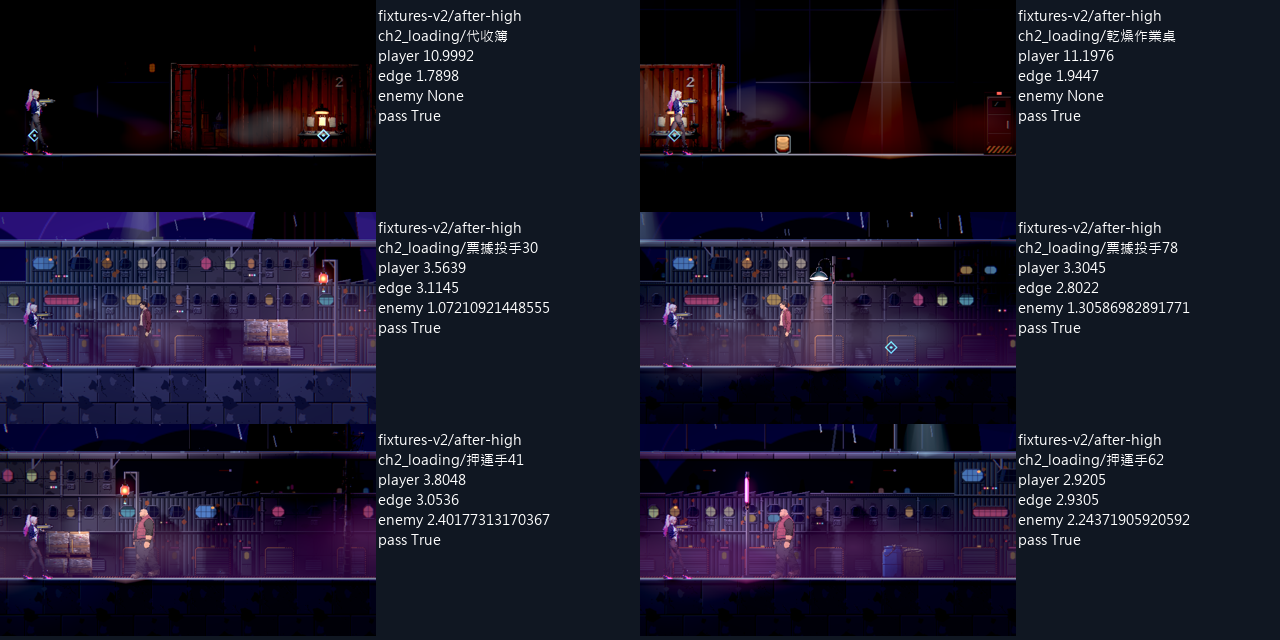 fixtures-v2/after-high
ch2_loading/代收簿
player 10.9992
edge 1.7898
enemy None
pass True
2
fixtures-v2/after-high
ch2_loading/乾燥作業桌
player 11.1976
edge 1.9447
enemy None
pass True
2
fixtures-v2/after-high
ch2_loading/票據投手30
player 3.5639
edge 3.1145
enemy 1.07210921448555
pass True
fixtures-v2/after-high
ch2_loading/票據投手78
player 3.3045
edge 2.8022
enemy 1.30586982891771
pass True
fixtures-v2/after-high
ch2_loading/押運手41
player 3.8048
edge 3.0536
enemy 2.40177313170367
pass True
fixtures-v2/after-high
ch2_loading/押運手62
player 2.9205
edge 2.9305
enemy 2.24371905920592
pass True